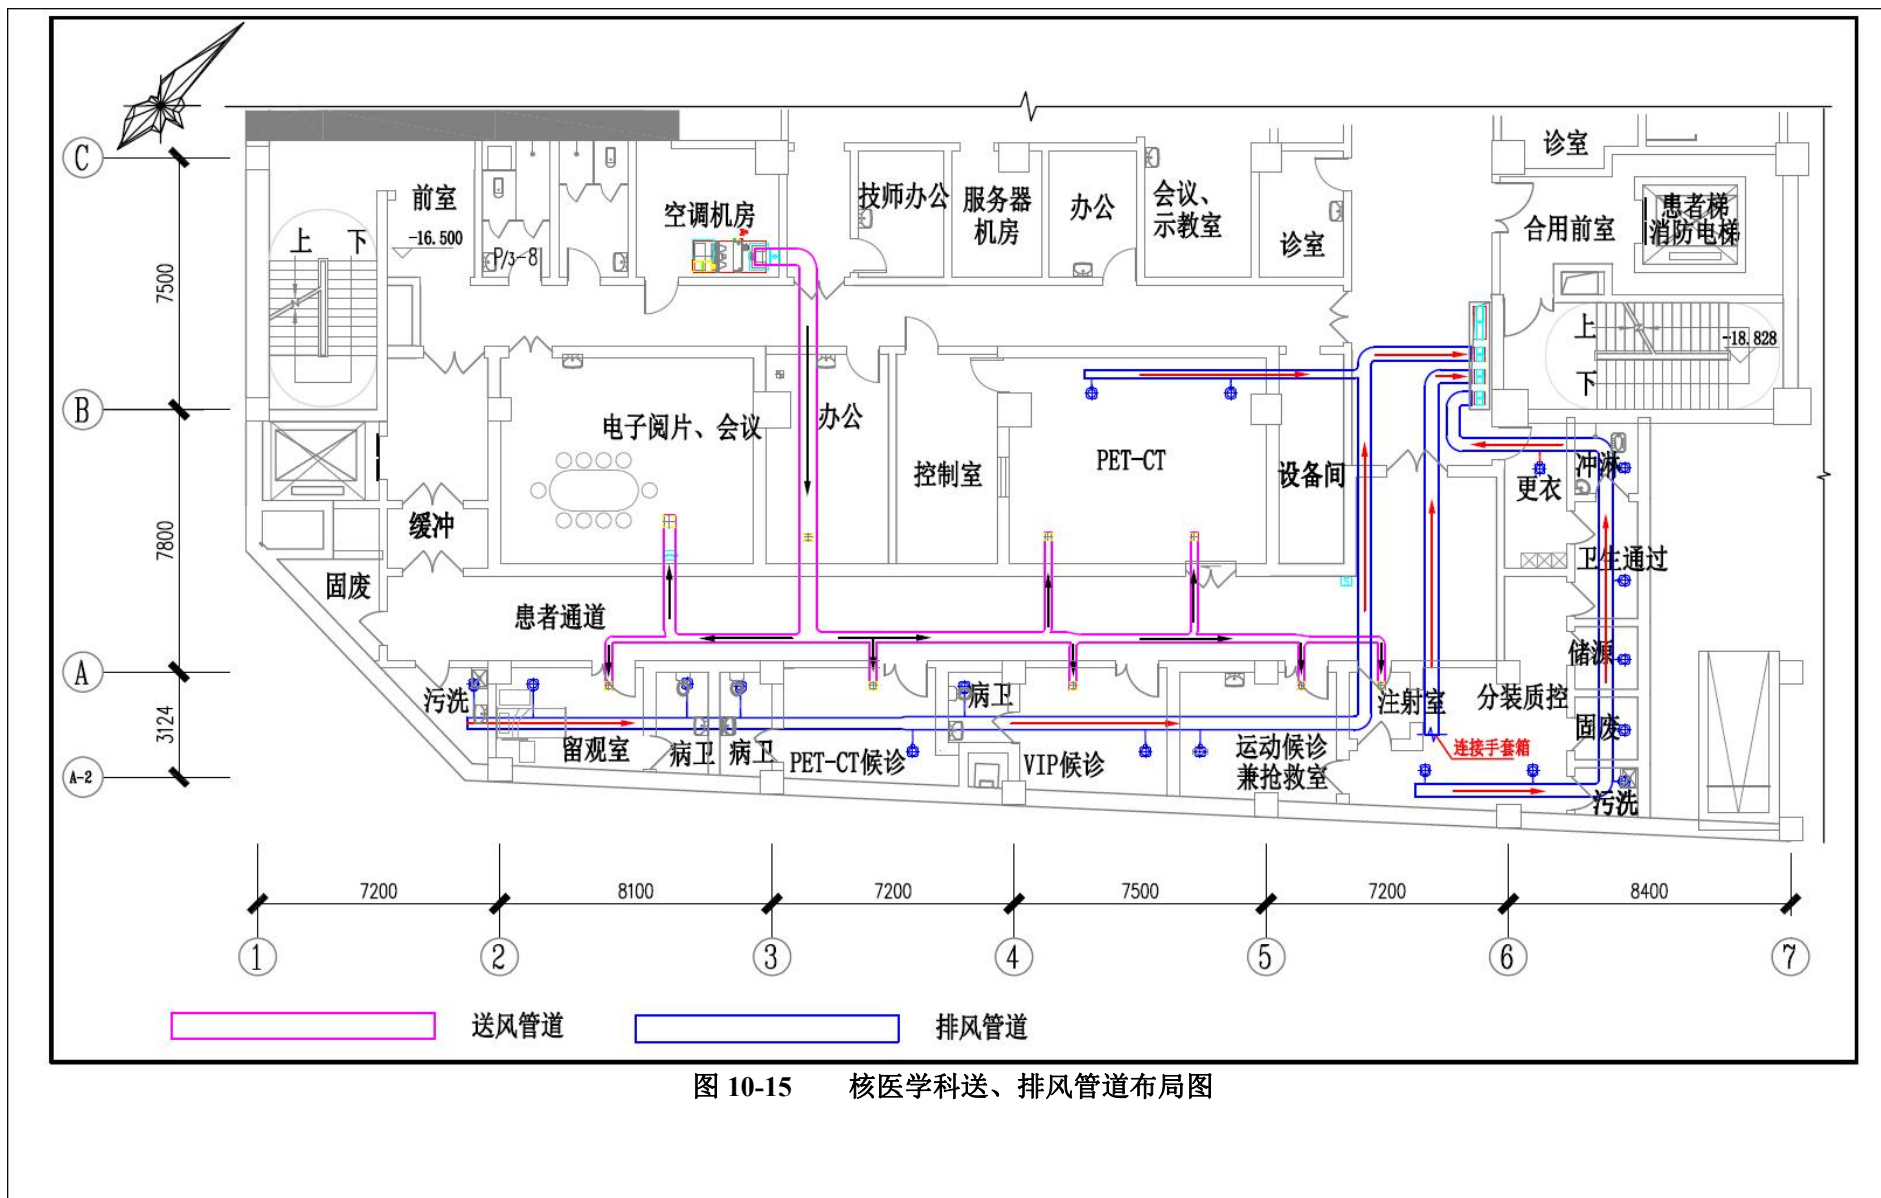 诊室
C
前室
空调机房
技师办公
服务器
机房
办公
会议、
示教室
诊室
合用前室
患者梯
消防电梯
上 下
-16.500
P/3-8
7500
上
-18.828
下
B
电子阅片、会议
办公
控制室
PET-CT
设备间
冲淋
更衣
缓冲
7800
卫生通过
固废
患者通道
储源
A
污洗
病卫
注射室
分装质控
3124
留观室
病卫
病卫
PET-CT候诊
VIP候诊
运动候诊
兼抢救室
连接手套箱
固废
A-2
污洗
7200
8100
7200
7500
7200
8400
1
2
3
4
5
6
7
送风管道
排风管道
图 10-15 核医学科送、排风管道布局图